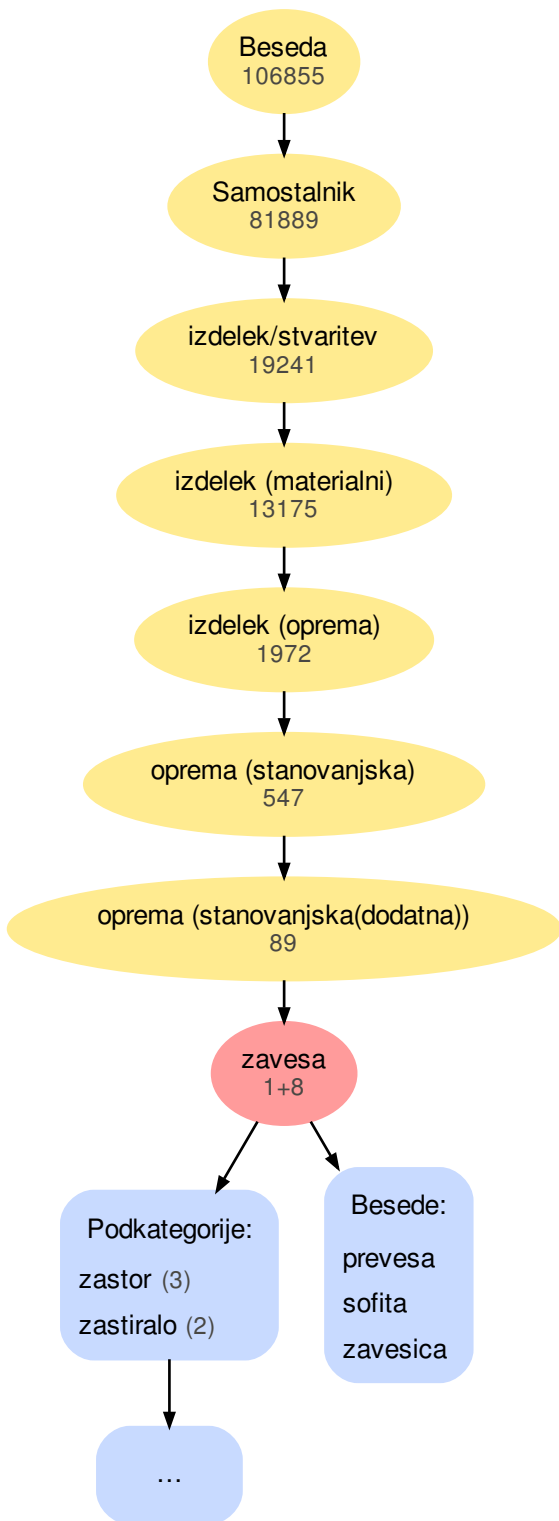 Beseda
106855
Samostalnik
81889
izdelek/stvaritev
19241
izdelek (materialni)
13175
izdelek (oprema)
1972
oprema (stanovanjska)
547
oprema (stanovanjska(dodatna))
89
zavesa
1+8
Podkategorije:
zastor (3)
zastiralo (2)
Besede:
prevesa
sofita
zavesica
...